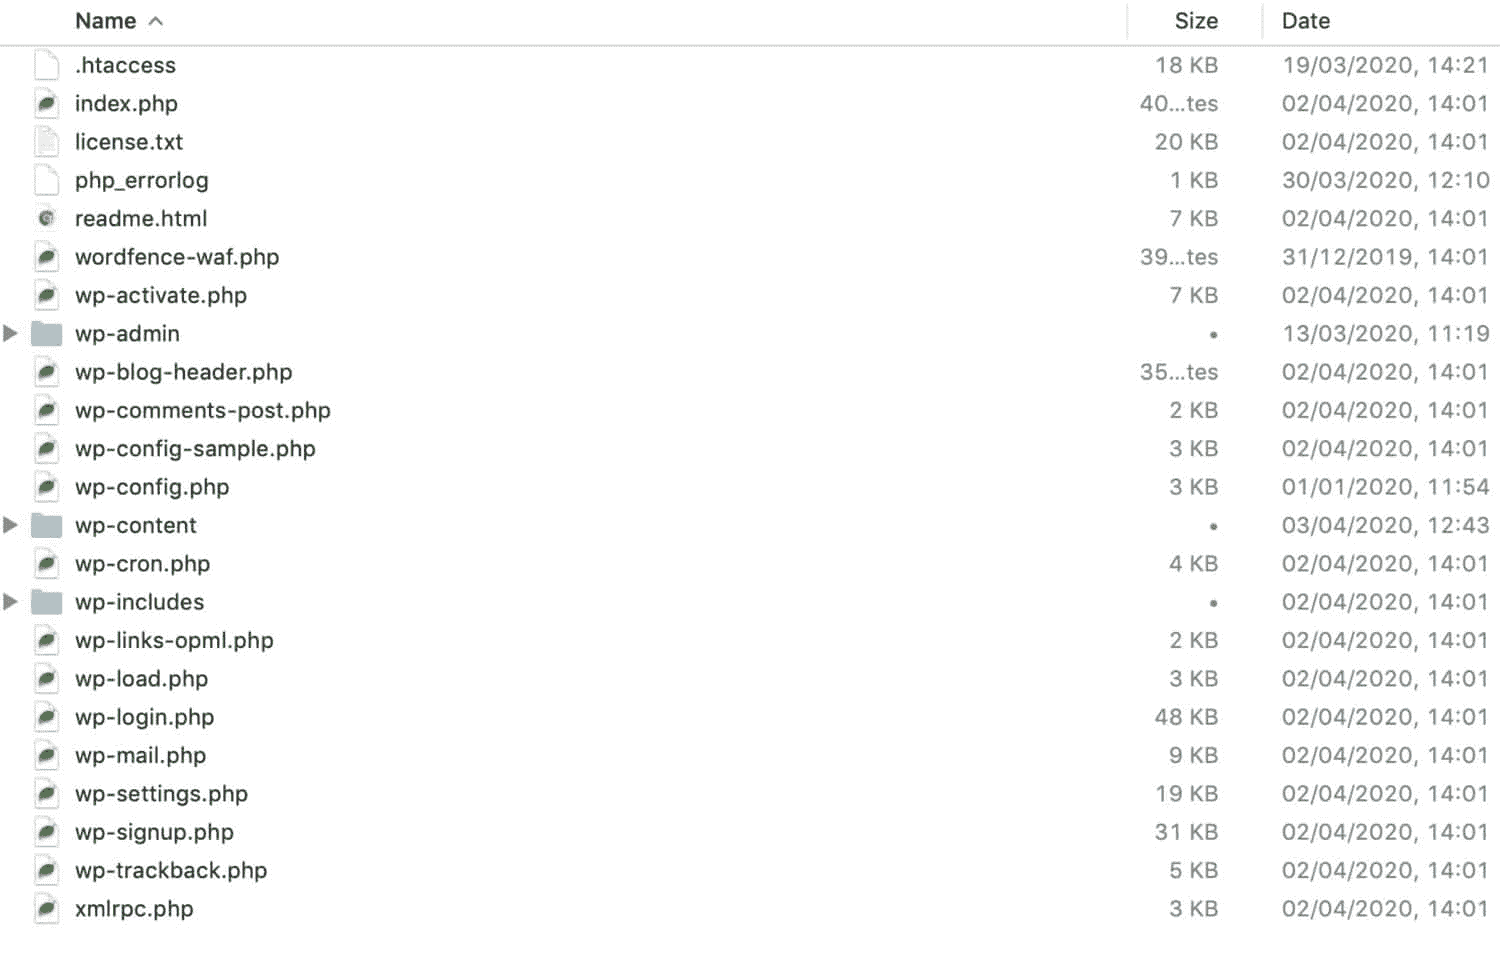 Name Size Date
.htaccess 18 KB 19/03/2020, 14:21
index.php 40...tes 02/04/2020, 14:01
license.txt 20 KB 02/04/2020, 14:01
php_errorlog 1 KB 30/03/2020, 12:10
readme.html 7 KB 02/04/2020, 14:01
wordfence-waf.php 39...tes 31/12/2019, 14:01
wp-activate.php 7 KB 02/04/2020, 14:01
wp-admin • 13/03/2020, 11:19
wp-blog-header.php 35...tes 02/04/2020, 14:01
wp-comments-post.php 2 KB 02/04/2020, 14:01
wp-config-sample.php 3 KB 02/04/2020, 14:01
wp-config.php 3 KB 01/01/2020, 11:54
wp-content • 03/04/2020, 12:43
wp-cron.php 4 KB 02/04/2020, 14:01
wp-includes • 02/04/2020, 14:01
wp-links-opml.php 2 KB 02/04/2020, 14:01
wp-load.php 3 KB 02/04/2020, 14:01
wp-login.php 48 KB 02/04/2020, 14:01
wp-mail.php 9 KB 02/04/2020, 14:01
wp-settings.php 19 KB 02/04/2020, 14:01
wp-signup.php 31 KB 02/04/2020, 14:01
wp-trackback.php 5 KB 02/04/2020, 14:01
xmlrpc.php 3 KB 02/04/2020, 14:01